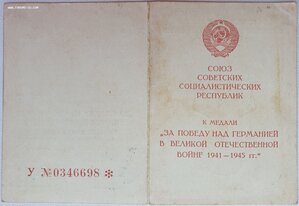 У №0346698 *
СОЮЗ
СОВЕТСКИХ
СОЦИАЛИСТИЧЕСКИХ
РЕСПУБЛИК
К МЕДАЛИ
„ЗА ПОБЕДУ НАД ГЕРМАНИЕЙ
В ВЕЛИКОЙ ОТЕЧЕСТВЕННОЙ
ВОЙНЕ 1941–1945 гг.“